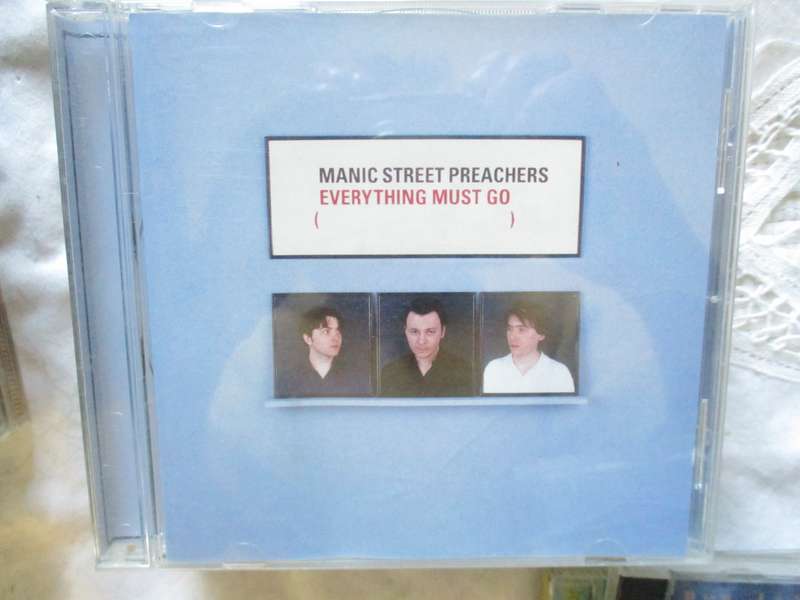 MANIC STREET PREACHERS
EVERYTHING MUST GO
( )